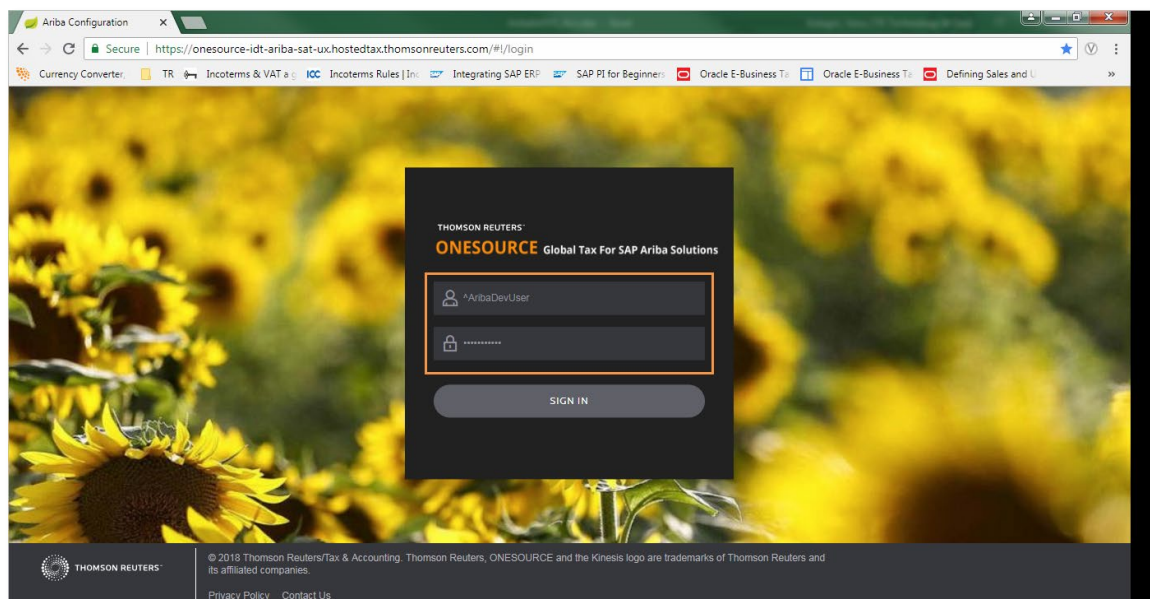 Ariba Configuration
Secure | https://onesource-idt-ariba-sat-ux.hostedtax.thomsonreuters.com/#!/login
Currency Converter, TR Incoterms & VAT a g ICC Incoterms Rules | Inc Integrating SAP ERP SAP PI for Beginners Oracle E-Business Ta Oracle E-Business Ta Defining Sales and U »
THOMSON REUTERS
ONESOURCE Global Tax For SAP Ariba Solutions
^AribaDevUser
SIGN IN
THOMSON REUTERS
© 2018 Thomson Reuters/Tax & Accounting. Thomson Reuters, ONESOURCE and the Kinesis logo are trademarks of Thomson Reuters and
its affiliated companies.
Privacy Policy Contact Us